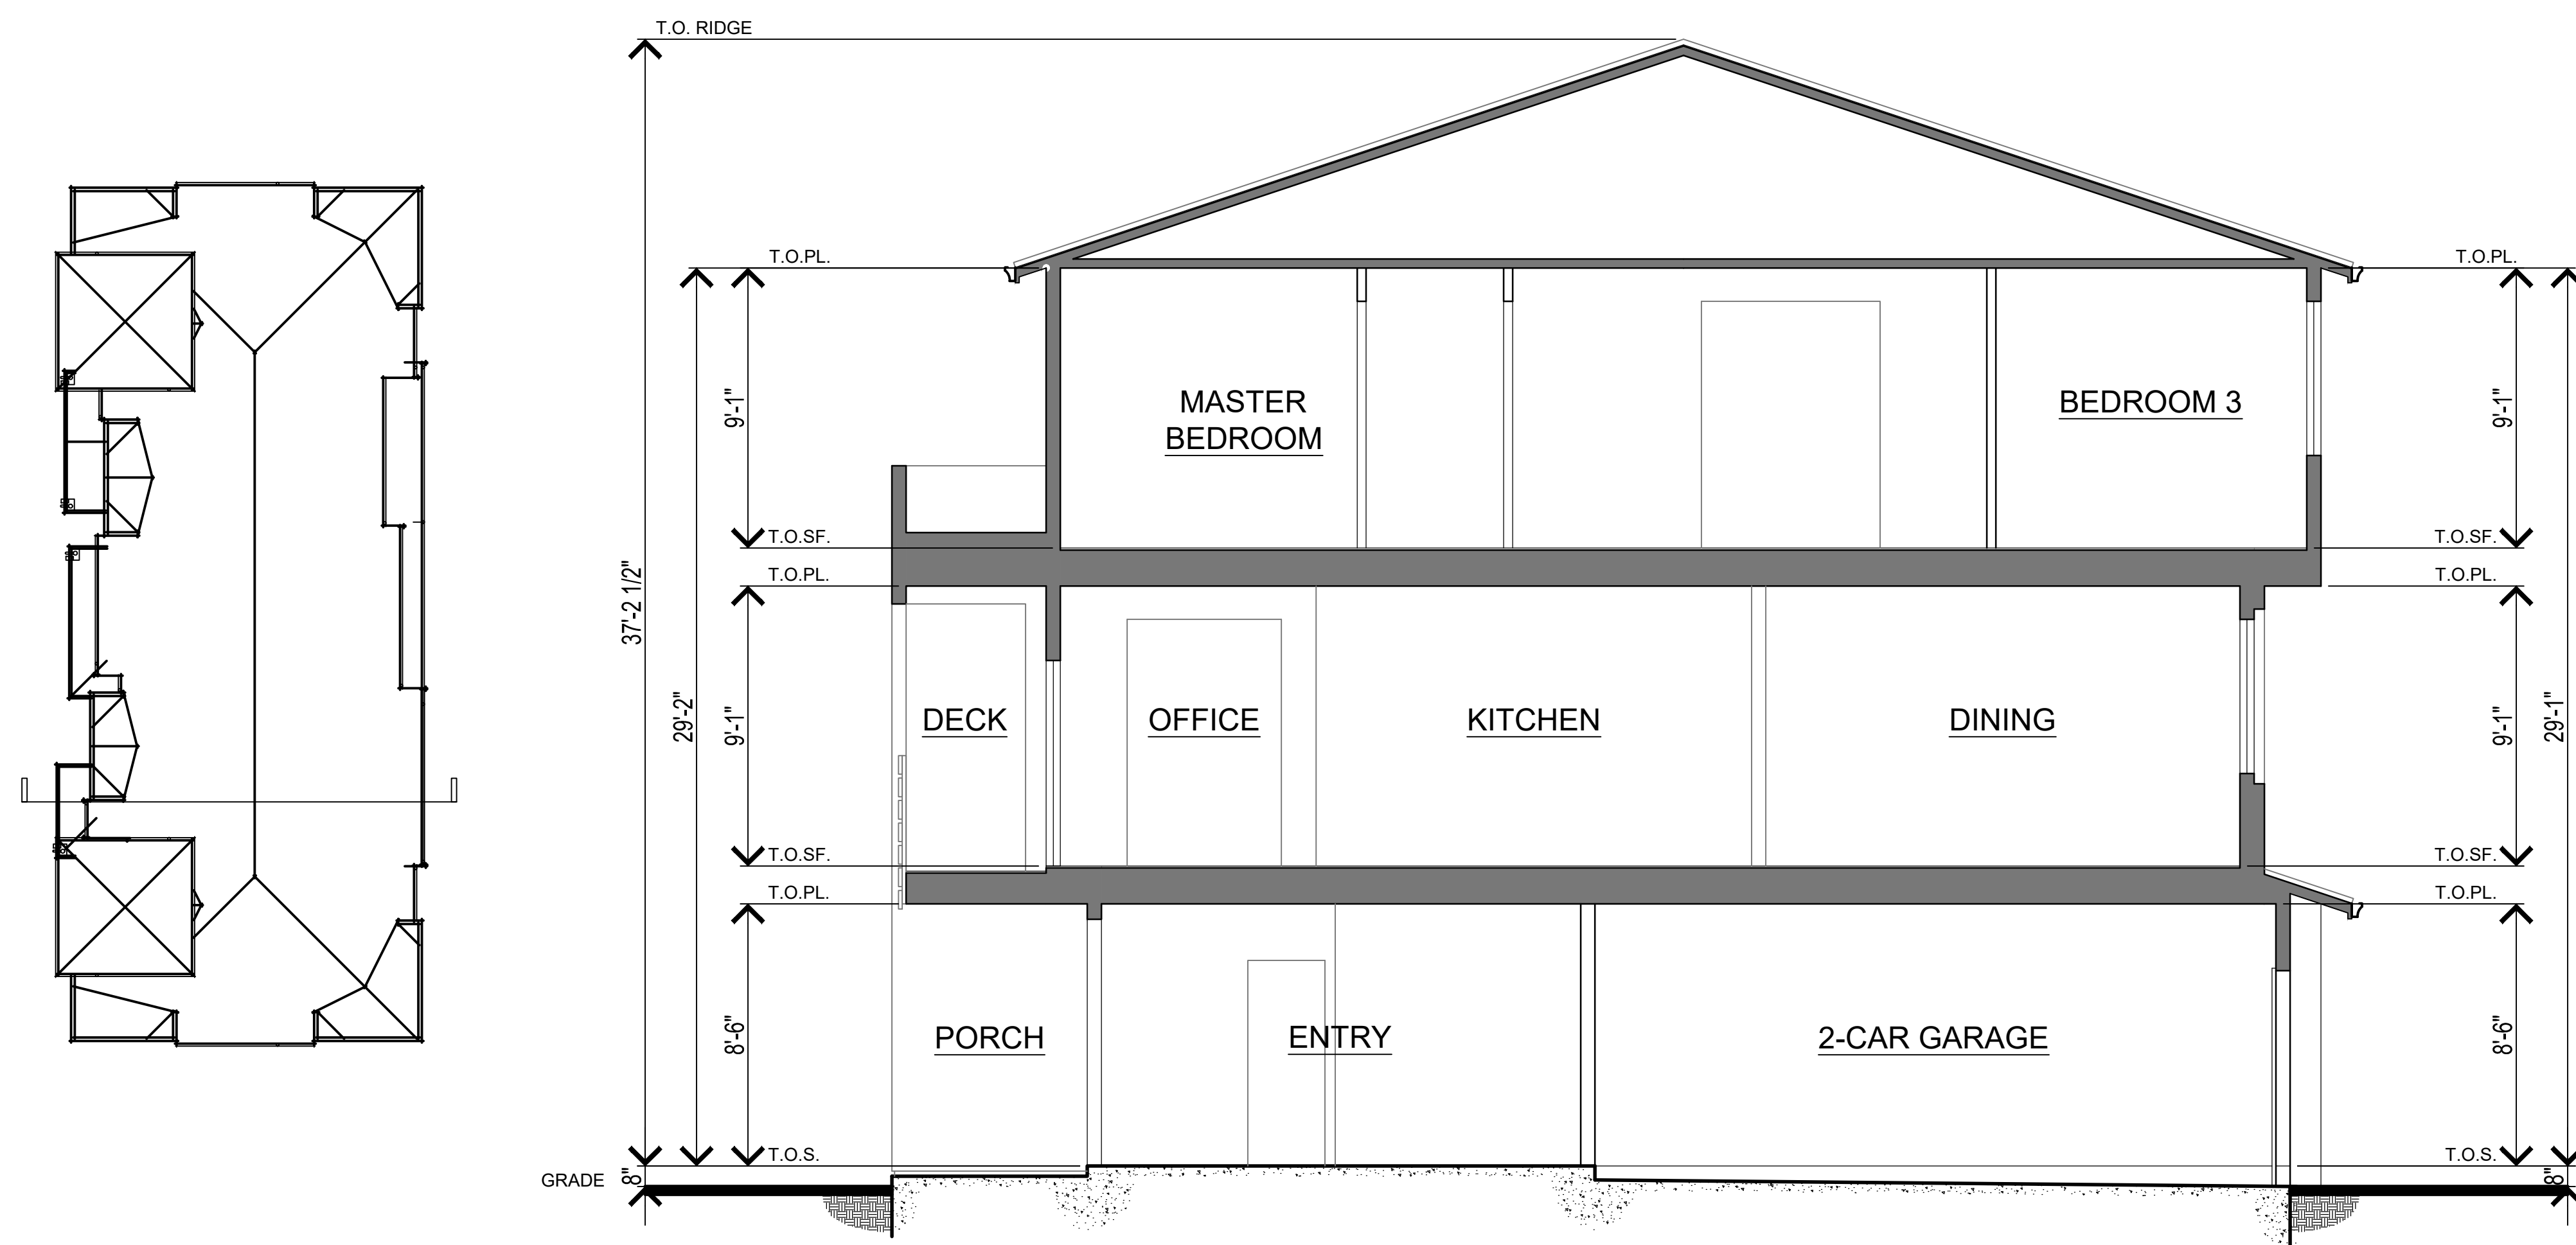 T.O. RIDGE
T.O.PL.
T.O.PL.
9'-1"
MASTER
BEDROOM
BEDROOM 3
9'-1"
T.O.SF.
T.O.SF.
37'-2 1/2"
T.O.PL.
T.O.PL.
29'-2"
9'-1"
DECK
OFFICE
KITCHEN
DINING
9'-1"
29'-1"
T.O.SF.
T.O.SF.
T.O.PL.
T.O.PL.
8'-6"
PORCH
ENTRY
2-CAR GARAGE
8'-6"
T.O.S.
T.O.S.
GRADE
8"
8"